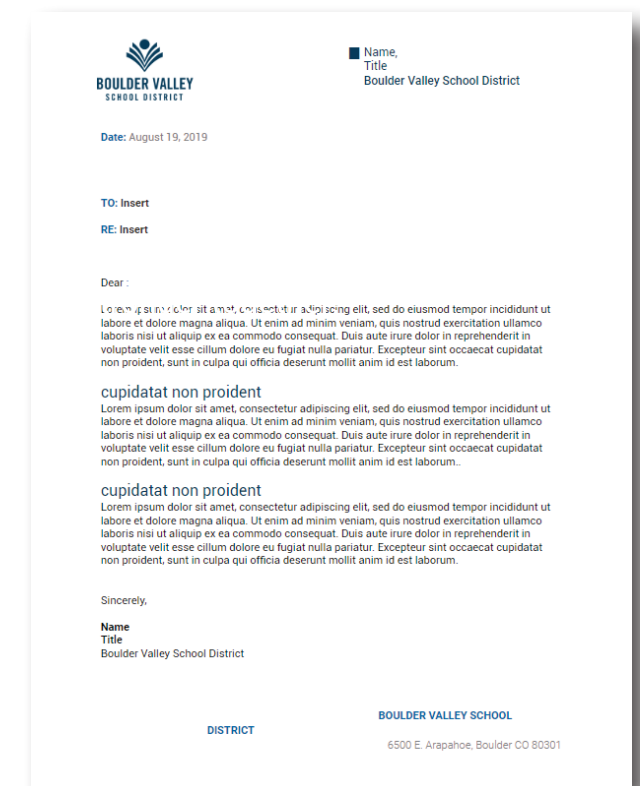 BOULDER VALLEY
SCHOOL DISTRICT
Name,
Title
Boulder Valley School District
Date: August 19, 2019
TO: Insert
RE: Insert
Dear :
Lorem ipsum dolor sit amet, consectetur adipiscing elit, sed do eiusmod tempor incididunt ut
labore et dolore magna aliqua. Ut enim ad minim veniam, quis nostrud exercitation ullamco
laboris nisi ut aliquip ex ea commodo consequat. Duis aute irure dolor in reprehenderit in
voluptate velit esse cillum dolore eu fugiat nulla pariatur. Excepteur sint occaecat cupidatat
non proident, sunt in culpa qui officia deserunt mollit anim id est laborum.
cupidatat non proident
Lorem ipsum dolor sit amet, consectetur adipiscing elit, sed do eiusmod tempor incididunt ut
labore et dolore magna aliqua. Ut enim ad minim veniam, quis nostrud exercitation ullamco
laboris nisi ut aliquip ex ea commodo consequat. Duis aute irure dolor in reprehenderit in
voluptate velit esse cillum dolore eu fugiat nulla pariatur. Excepteur sint occaecat cupidatat
non proident, sunt in culpa qui officia deserunt mollit anim id est laborum..
cupidatat non proident
Lorem ipsum dolor sit amet, consectetur adipiscing elit, sed do eiusmod tempor incididunt ut
labore et dolore magna aliqua. Ut enim ad minim veniam, quis nostrud exercitation ullamco
laboris nisi ut aliquip ex ea commodo consequat. Duis aute irure dolor in reprehenderit in
voluptate velit esse cillum dolore eu fugiat nulla pariatur. Excepteur sint occaecat cupidatat
non proident, sunt in culpa qui officia deserunt mollit anim id est laborum.
Sincerely,
Name
Title
Boulder Valley School District
BOULDER VALLEY SCHOOL
DISTRICT
6500 E. Arapahoe, Boulder CO 80301